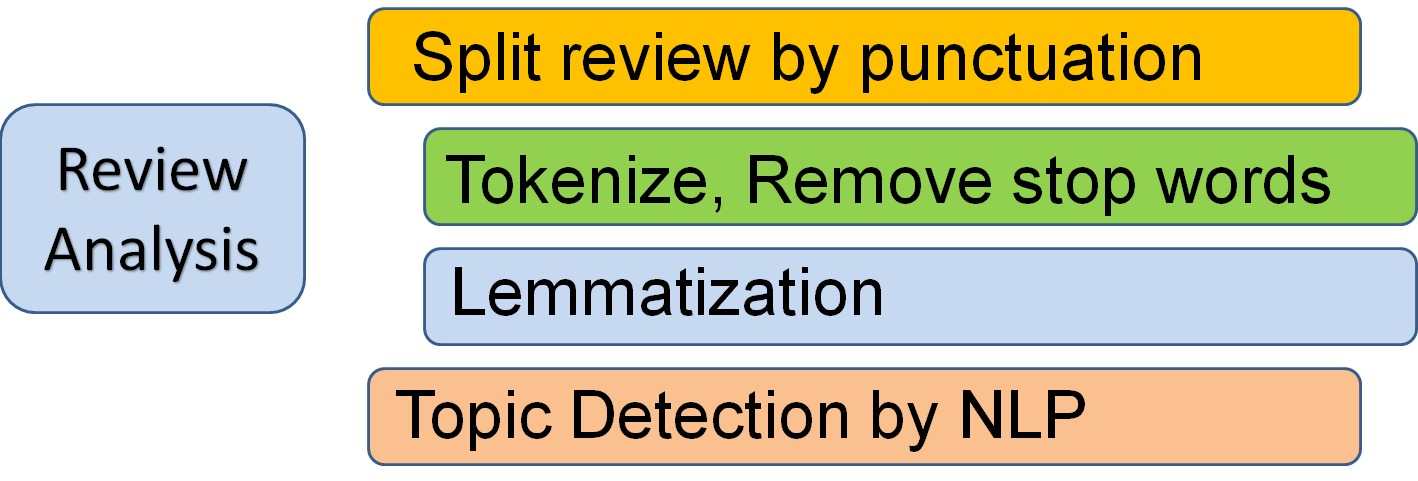 Review
Analysis
Split review by punctuation
Tokenize, Remove stop words
Lemmatization
Topic Detection by NLP